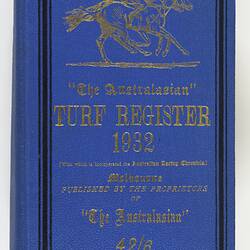 "The Australasian"
TURF REGISTER
1932
[With which is incorporated the Australian Racing Chronicle.]
Melbourne
PUBLISHED BY THE PROPRIETORS
OF
"The Australasian"
42/6